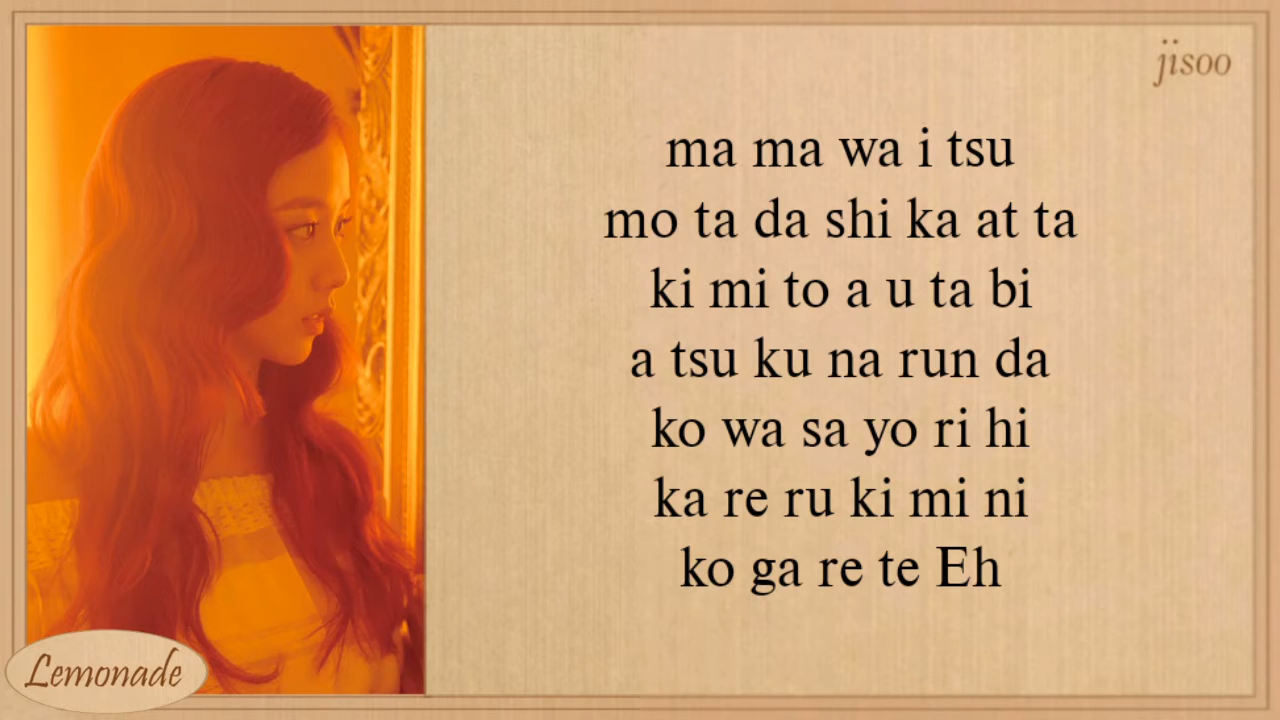 jisoo
ma ma wa i tsu
mo ta da shi ka at ta
ki mi to a u ta bi
a tsu ku na run da
ko wa sa yo ri hi
ka re ru ki mi ni
ko ga re te Eh
Lemonade